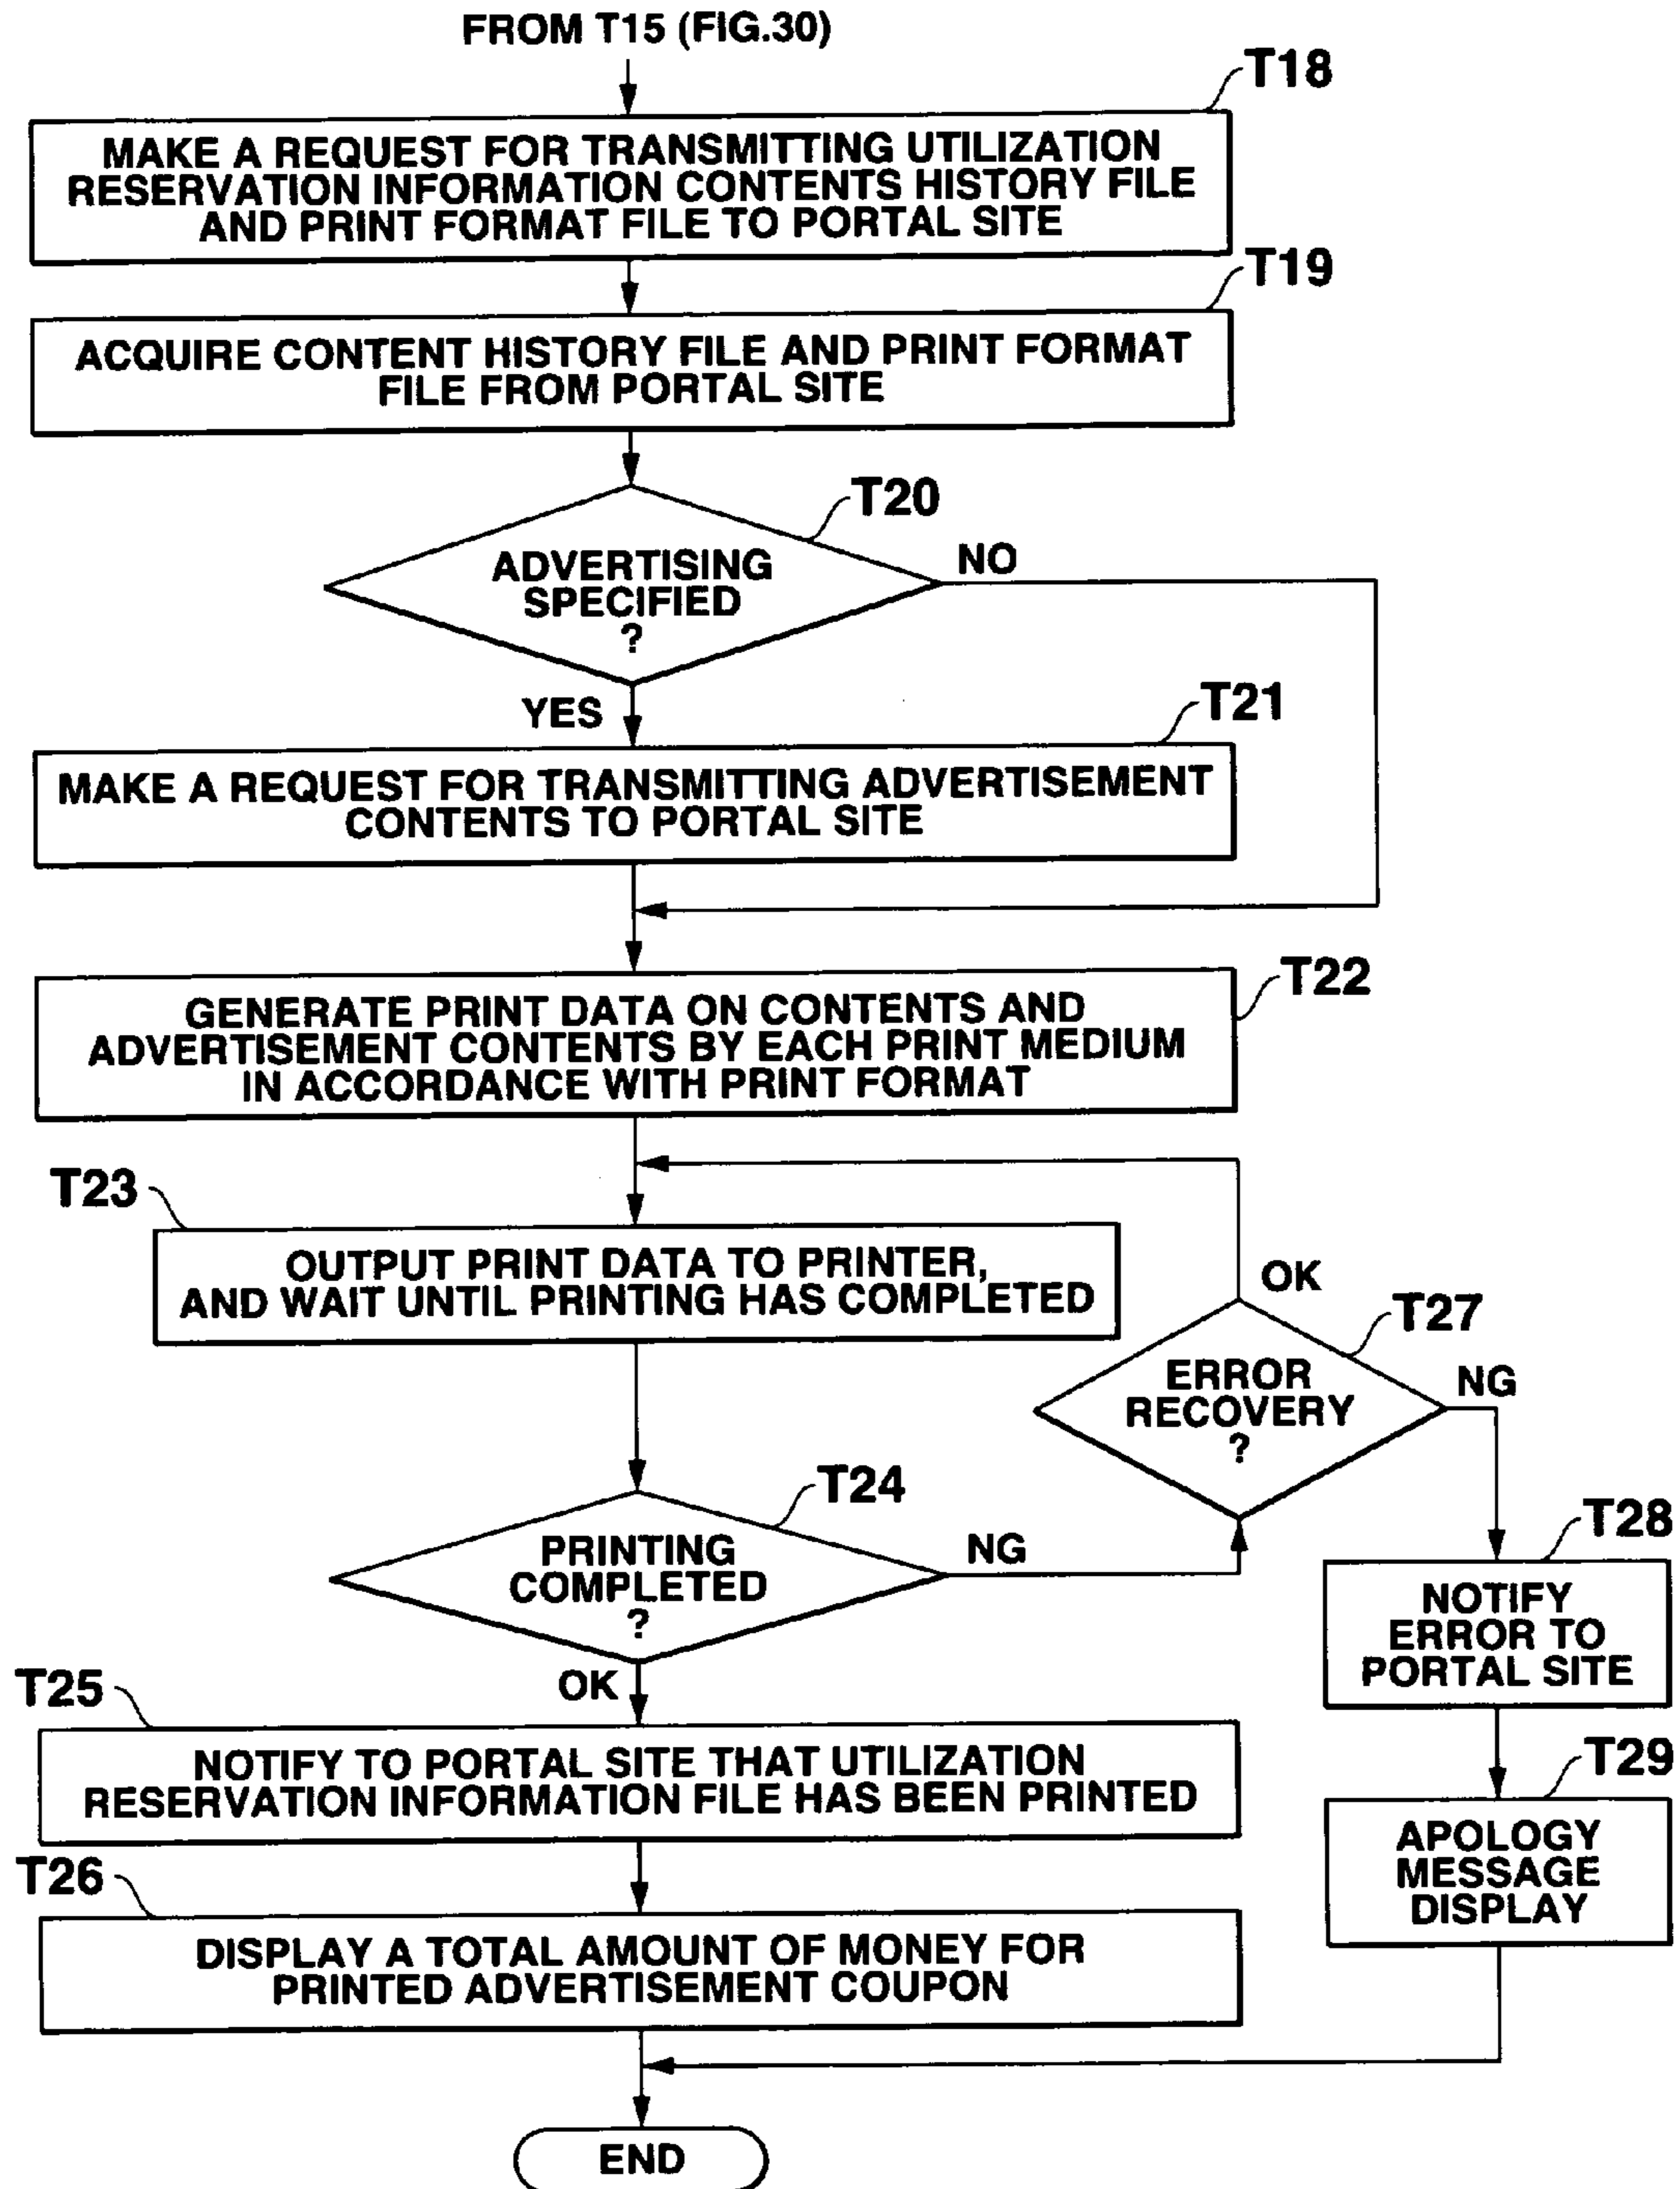 FROM T15 (FIG.30)
T18
MAKE A REQUEST FOR TRANSMITTING UTILIZATION
RESERVATION INFORMATION CONTENTS HISTORY FILE
AND PRINT FORMAT FILE TO PORTAL SITE
T19
ACQUIRE CONTENT HISTORY FILE AND PRINT FORMAT
FILE FROM PORTAL SITE
T20
ADVERTISING
SPECIFIED
?
NO
YES
T21
MAKE A REQUEST FOR TRANSMITTING ADVERTISEMENT
CONTENTS TO PORTAL SITE
T22
GENERATE PRINT DATA ON CONTENTS AND
ADVERTISEMENT CONTENTS BY EACH PRINT MEDIUM
IN ACCORDANCE WITH PRINT FORMAT
T23
OUTPUT PRINT DATA TO PRINTER,
AND WAIT UNTIL PRINTING HAS COMPLETED
OK
T27
ERROR
RECOVERY
?
NG
T24
PRINTING
COMPLETED
?
NG
OK
T28
NOTIFY
ERROR TO
PORTAL SITE
T25
NOTIFY TO PORTAL SITE THAT UTILIZATION
RESERVATION INFORMATION FILE HAS BEEN PRINTED
T29
APOLOGY
MESSAGE
DISPLAY
T26
DISPLAY A TOTAL AMOUNT OF MONEY FOR
PRINTED ADVERTISEMENT COUPON
END